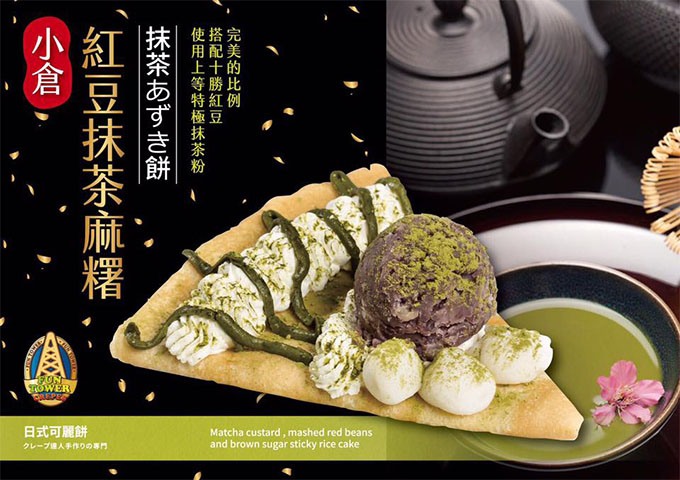 小倉
紅豆抹茶麻糬
抹茶あずき餅
完美的比例
搭配十勝紅豆
使用上等特極抹茶粉
FUN TOWER
CREPE
日式可麗餅
クレープ達人手作りの專門
Matcha custard , mashed red beans
and brown sugar sticky rice cake